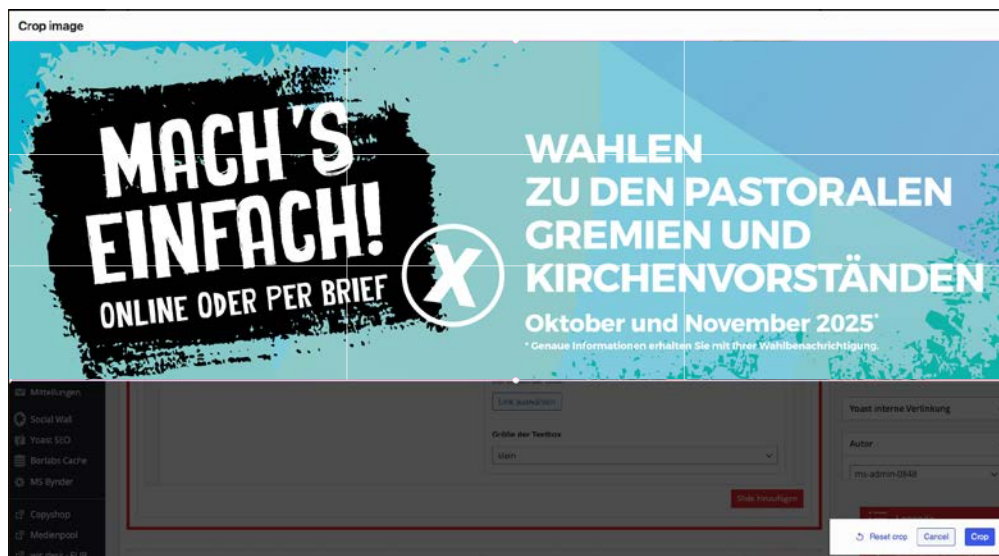 Crop image
MACH'S
EINFACH!
ONLINE ODER PER BRIEF
X
WAHLEN
ZU DEN PASTORALEN
GREMIEN UND
KIRCHENVORSTÄNDEN
Oktober und November 2025*
* Genaue Informationen erhalten Sie mit Ihrer Wahlbenachrichtigung.
Mitteilungen
Social Wall
Yoast SEO
Borlabs Cache
MS Bynder
Copyshop
Medienpool
Link auswählen
Größe der Textbox
klein
Slide hinzufügen
Yoast interne Verlinkung
Autor
ms-admin-0848
Reset crop
Cancel
Crop